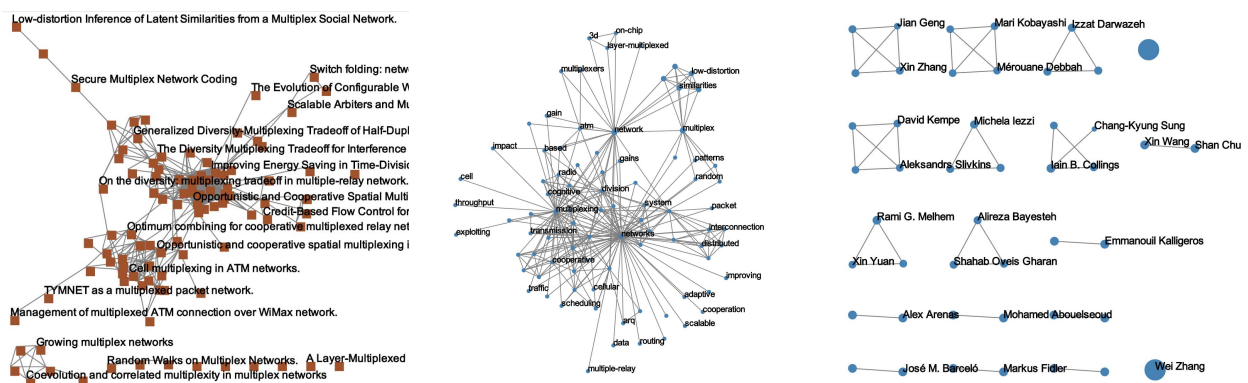 Low-distortion Inference of Latent Similarities from a Multiplex Social Network.
Secure Multiplex Network Coding
Switch folding: netw
The Evolution of Configurable W
Scalable Arbiters and Mu
Generalized Diversity-Multiplexing Tradeoff of Half-Dupl
The Diversity Multiplexing Tradeoff for Interference
Improving Energy Saving in Time-Divisic
On the diversity: multiplexing tradeoff in multiple-relay network.
Opportunistic and Cooperative Spatial Multi
Credit-Based Flow Control for
Optimum combining for cooperative multiplexed relay net
Opportunistic and cooperative spatial multiplexing i
Cell multiplexing in ATM networks.
TYMNET as a multiplexed packet network.
Management of multiplexed ATM connection over WiMax network.
Growing multiplex networks
Random Walks on Multiplex Networks.
A Layer-Multiplexed
Coevolution and correlated multiplexity in multiplex networks
3d
on-chip
layer-multiplexed
multiplexers
low-distortion
similarities
gain
atm
network
multiplex
impact
based
gains
patterns
radio
random
cell
cognitive
division
throughput
multiplexing
system
packet
exploiting
transmission
networks
interconnection
distributed
cooperative
improving
traffic
cellular
scheduling
adaptive
cooperation
arq
scalable
data
routing
multiple-relay
Jian Geng
Mari Kobayashi
Izzat Darwazeh
Xin Zhang
Mérouane Debbah
David Kempe
Michela Iezzi
Chang-Kyung Sung
Xin Wang
Shan Chu
Aleksandrs Slivkins
Iain B. Collings
Rami G. Melhem
Alireza Bayesteh
Emmanouil Kalligeros
Xin Yuan
Shahab Oveis Gharan
Alex Arenas
Mohamed Abouelseoud
José M. Barceló
Markus Fidler
Wei Zhang